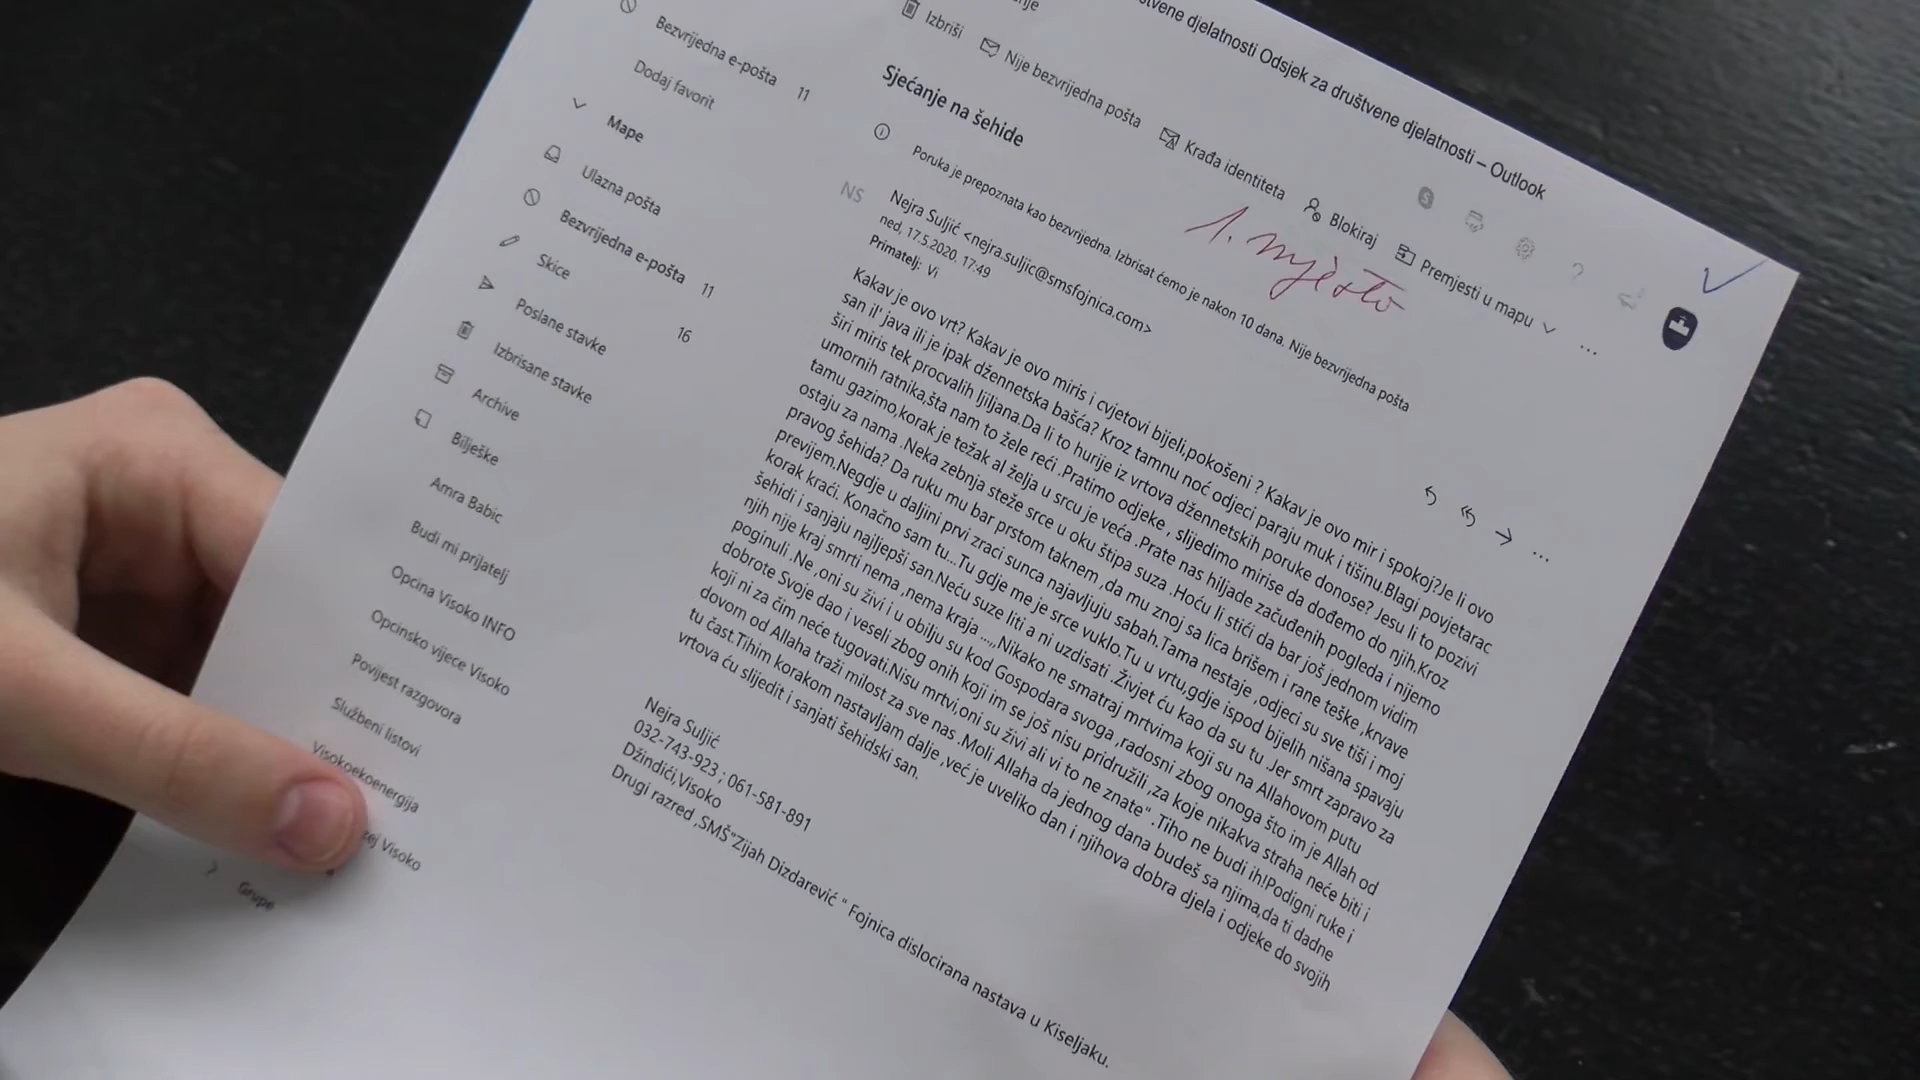 štvene djelatnosti Odsjek za društvene djelatnosti – Outlook
Izbriši
Nije bezvrijedna pošta
Krađa identiteta
Blokiraj
Premjesti u mapu
...
Bezvrijedna e-pošta 11
Dodaj favorit
Mape
Ulazna pošta
Bezvrijedna e-pošta 11
Skice
Poslane stavke 16
Izbrisane stavke
Archive
Bilješke
Amra Babic
Budi mi prijatelj
Opcina Visoko INFO
Opcinsko vijece Visoko
Povijest razgovora
Službeni listovi
Visokoekoenergija
Visoko
Grupe
Sjećanje na šehide
Poruka je prepoznata kao bezvrijedna. Izbrisat ćemo je nakon 10 dana. Nije bezvrijedna pošta
1. mjesto
NS
Nejra Suljić <nejra.suljic@smsfojnica.com>
ned, 17.5.2020. 17:49
Primatelj: Vi
Kakav je ovo vrt? Kakav je ovo miris i cvjetovi bijeli,pokošeni ? Kakav je ovo mir i spokoj?Je li ovo
san il' java ili je ipak džennetska bašća? Kroz tamnu noć odjeci paraju muk i tišinu.Blagi povjetarac
širi miris tek procvalih ljiljana.Da li to hurije iz vrtova džennetskih poruke donose? Jesu li to pozivi
umornih ratnika,šta nam to žele reći .Pratimo odjeke , slijedimo mirise da dođemo do njih.Kroz
tamu gazimo,korak je težak al želja u srcu je veća .Prate nas hiljade začuđenih pogleda i nijemo
ostaju za nama .Neka zebnja steže srce u oku štipa suza .Hoću li stići da bar još jednom vidim
pravog šehida? Da ruku mu bar prstom taknem ,da mu znoj sa lica brišem i rane teške ,krvave
previjem.Negdje u daljini prvi zraci sunca najavljuju sabah.Tama nestaje ,odjeci su sve tiši i moj
korak kraći. Konačno sam tu...Tu gdje me je srce vuklo.Tu u vrtu,gdje ispod bijelih nišana spavaju
šehidi i sanjaju najljepši san.Neću suze liti a ni uzdisati .Živjet ću kao da su tu .Jer smrt zapravo za
njih nije kraj smrti nema ,nema kraja ...,,Nikako ne smatraj mrtvima koji su na Allahovom putu
poginuli .Ne ,oni su živi i u obilju su kod Gospodara svoga ,radosni zbog onoga što im je Allah od
dobrote Svoje dao i veseli zbog onih koji im se još nisu pridružili ,za koje nikakva straha neće biti i
koji ni za čim neće tugovati.Nisu mrtvi,oni su živi ali vi to ne znate" .Tiho ne budi ih!Podigni ruke i
dovom od Allaha traži milost za sve nas .Moli Allaha da jednog dana budeš sa njima,da ti dadne
tu čast.Tihim korakom nastavljam dalje ,već je uveliko dan i njihova dobra djela i odjeke do svojih
vrtova ću slijedit i sanjati šehidski san.
Nejra Suljić
032-743-923 ; 061-581-891
Džindići,Visoko
Drugi razred ,SMŠ"Zijah Dizdarević " Fojnica dislocirana nastava u Kiseljaku.